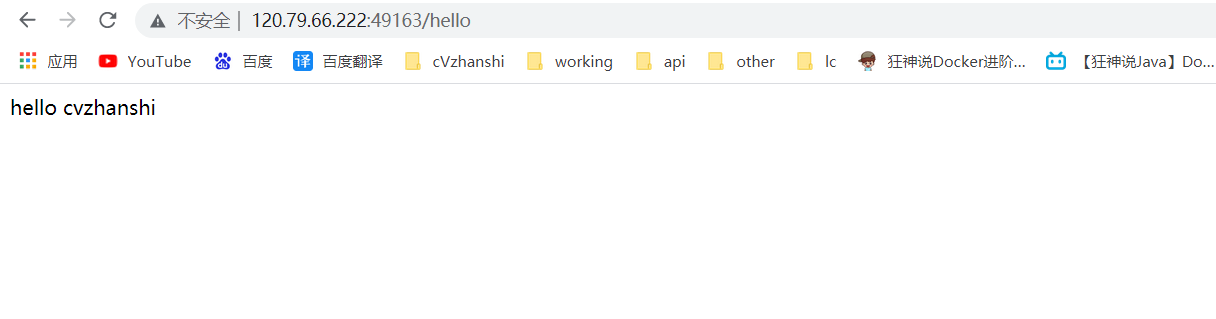 不安全 | 120.79.66.222:49163/hello
应用 YouTube 百度 译 百度翻译 cVzhanshi working api other lc 狂神说Docker进阶... 【狂神说Java】Do...
hello cvzhanshi